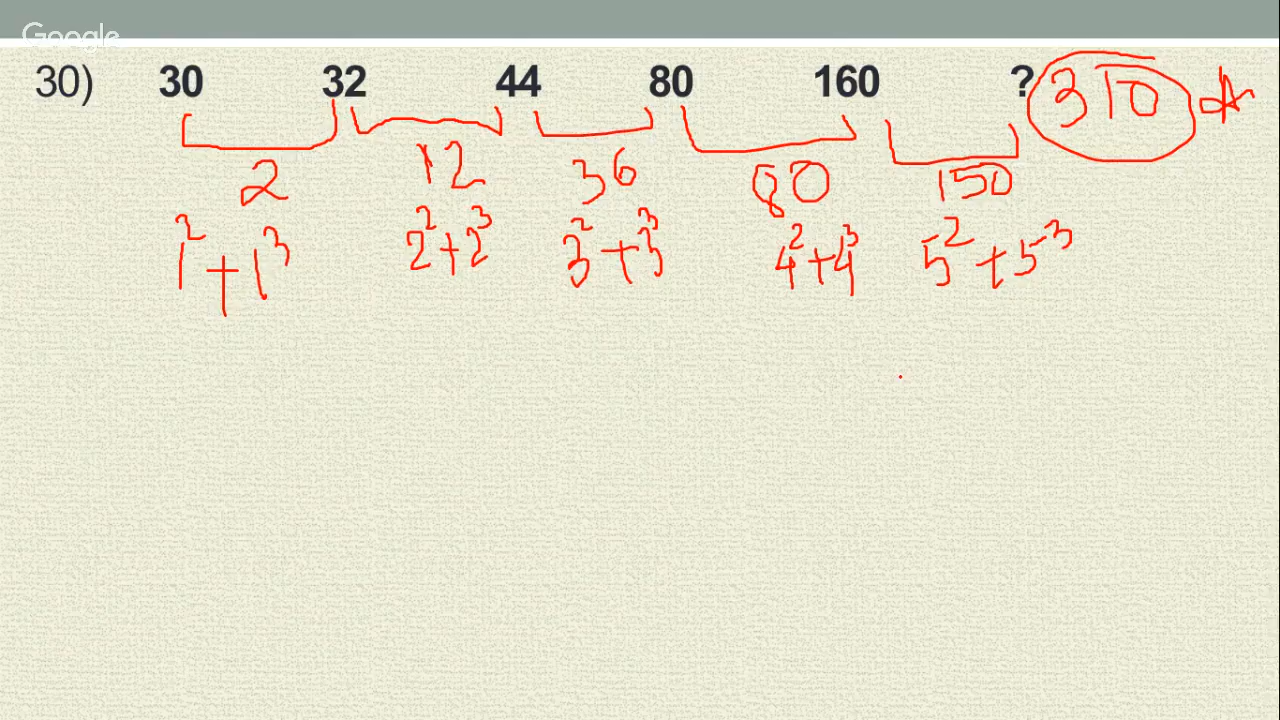 Google
30) 30 32 44 80 160 ? 310
2 12 36 80 150
1²+1³ 2²+2³ 3²+3³ 4²+4³ 5²+5³